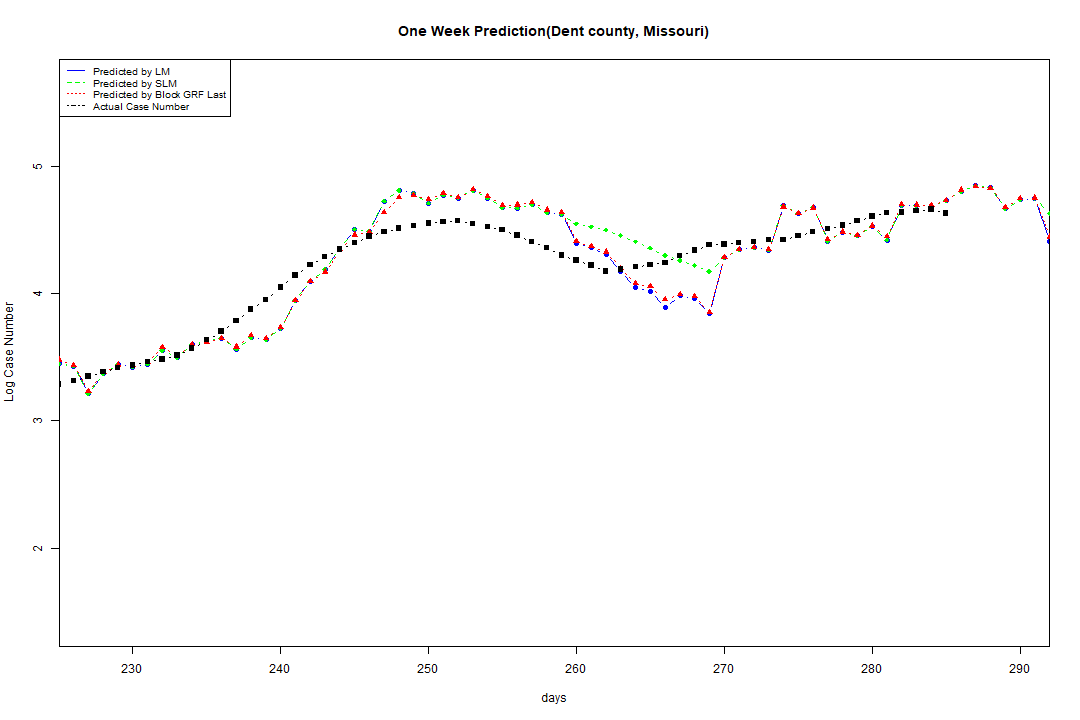 One Week Prediction(Dent county, Missouri)
Predicted by LM
Predicted by SLM
Predicted by Block GRF Last
Actual Case Number
5
4
3
2
Log Case Number
230 240 250 260 270 280 290
days